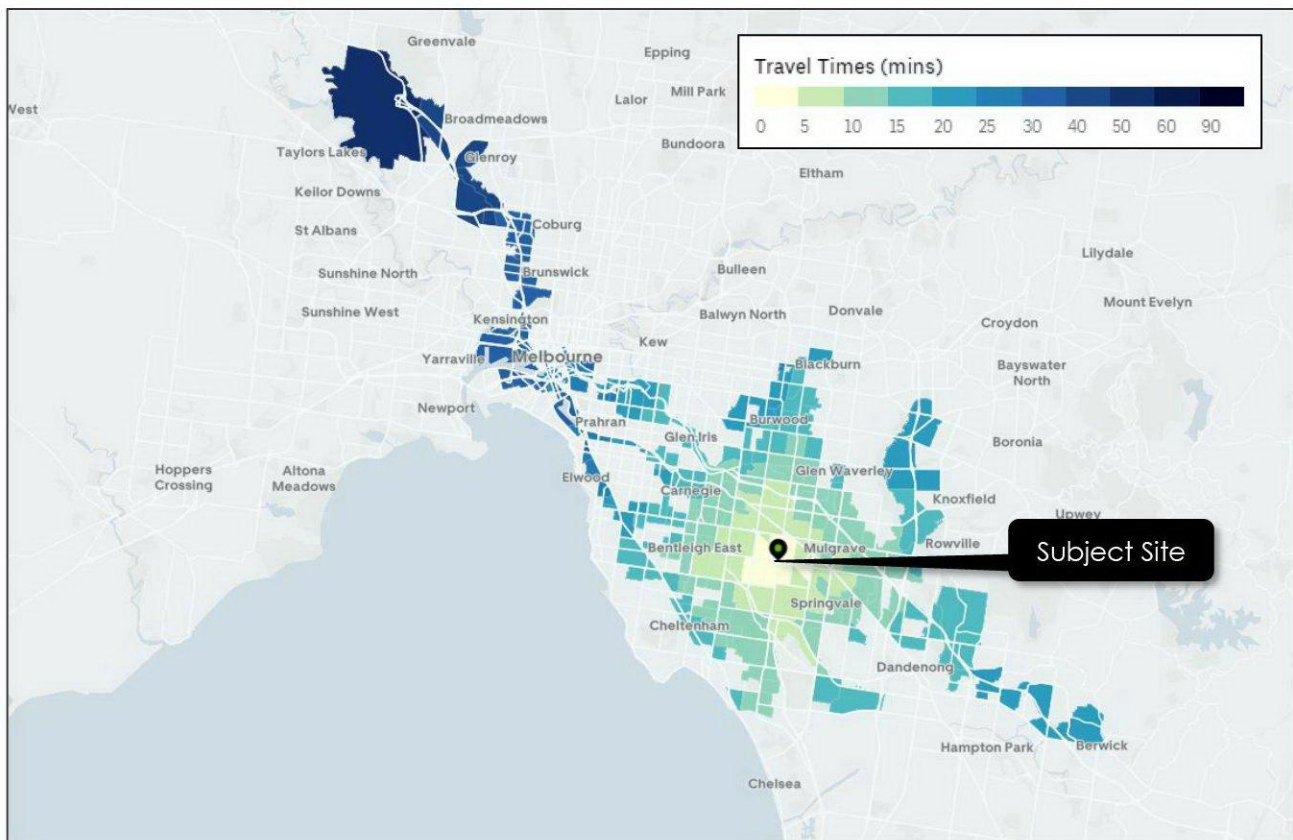 Greenvale
Epping
Travel Times (mins)
0 5 10 15 20 25 30 40 50 60 90
West
Lalor
Mill Park
Broadmeadows
Bundoora
Taylors Lakes
Glenroy
Eltham
Keilor Downs
St Albans
Coburg
Lilydale
Sunshine North
Brunswick
Bulleen
Mount Evelyn
Sunshine West
Kensington
Balwyn North
Donvale
Croydon
Kew
Yarraville
Melbourne
Blackburn
Bayswater
North
Newport
Prahran
Burwood
Glen Iris
Boronia
Hoppers
Crossing
Altona
Meadows
Elwood
Glen Waverley
Carnegie
Knoxfield
Upwey
Bentleigh East
Mulgrave
Rowville
Subject Site
Springvale
Cheltenham
Dandenong
Hampton Park
Berwick
Chelsea